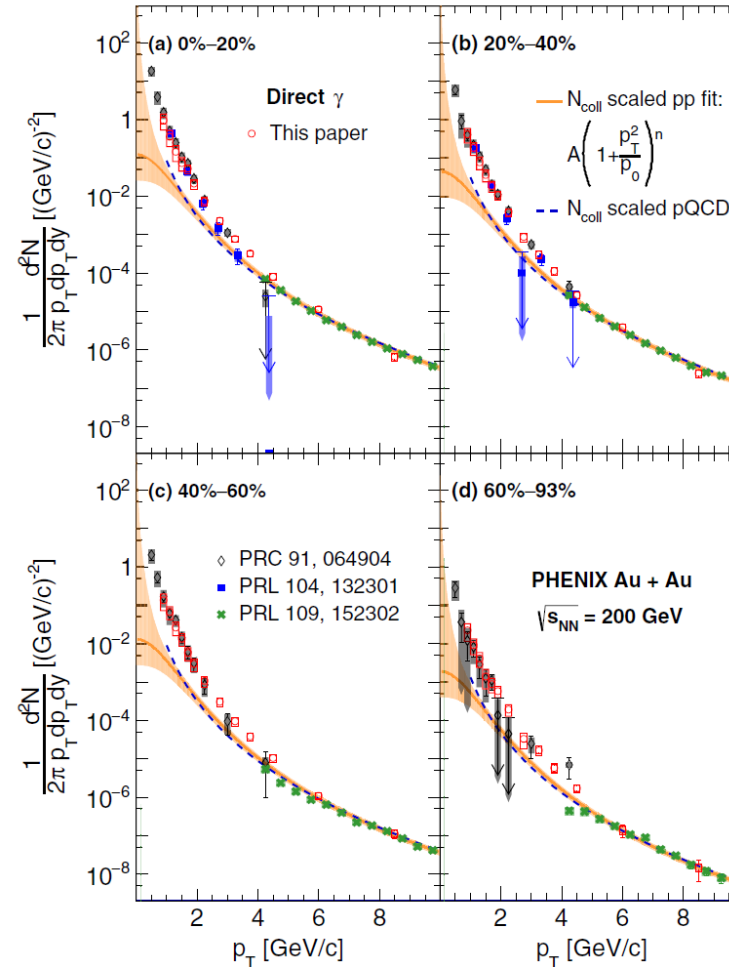 (a) 0%–20%
Direct γ
This paper
(b) 20%–40%
N_coll scaled pp fit:
A(1+p_T^2/p_0)^n
N_coll scaled pQCD
10^2
1
10^-2
10^-4
10^-6
10^-8
1/2π d^2N/p_T dp_T dy [(GeV/c)^-2]
(c) 40%–60%
PRC 91, 064904
PRL 104, 132301
PRL 109, 152302
(d) 60%–93%
PHENIX Au + Au
√s_NN = 200 GeV
10^2
1
10^-2
10^-4
10^-6
10^-8
1/2π d^2N/p_T dp_T dy [(GeV/c)^-2]
2 4 6 8
2 4 6 8
p_T [GeV/c]
p_T [GeV/c]